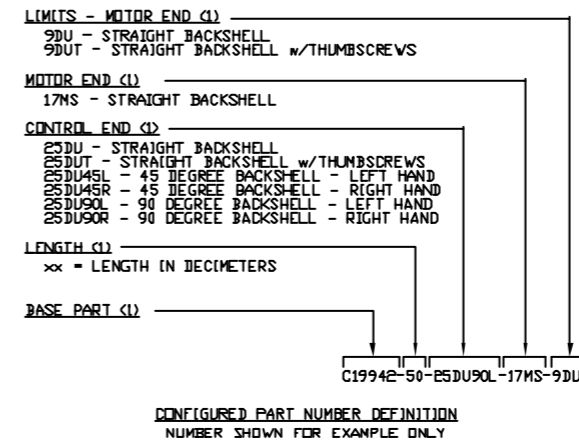 LIMITS - MOTOR END (1)
9DU - STRAIGHT BACKSHELL
9DUT - STRAIGHT BACKSHELL w/THUMBSCREWS
MOTOR END (1)
17MS - STRAIGHT BACKSHELL
CONTROL END (1)
25DU - STRAIGHT BACKSHELL
25DUT - STRAIGHT BACKSHELL w/THUMBSCREWS
25DU45L - 45 DEGREE BACKSHELL - LEFT HAND
25DU45R - 45 DEGREE BACKSHELL - RIGHT HAND
25DU90L - 90 DEGREE BACKSHELL - LEFT HAND
25DU90R - 90 DEGREE BACKSHELL - RIGHT HAND
LENGTH (1)
xx = LENGTH IN DECIMETERS
BASE PART (1)
C19942-50-25DU90L-17MS-9DU
CONFIGURED PART NUMBER DEFINITION
NUMBER SHOWN FOR EXAMPLE ONLY